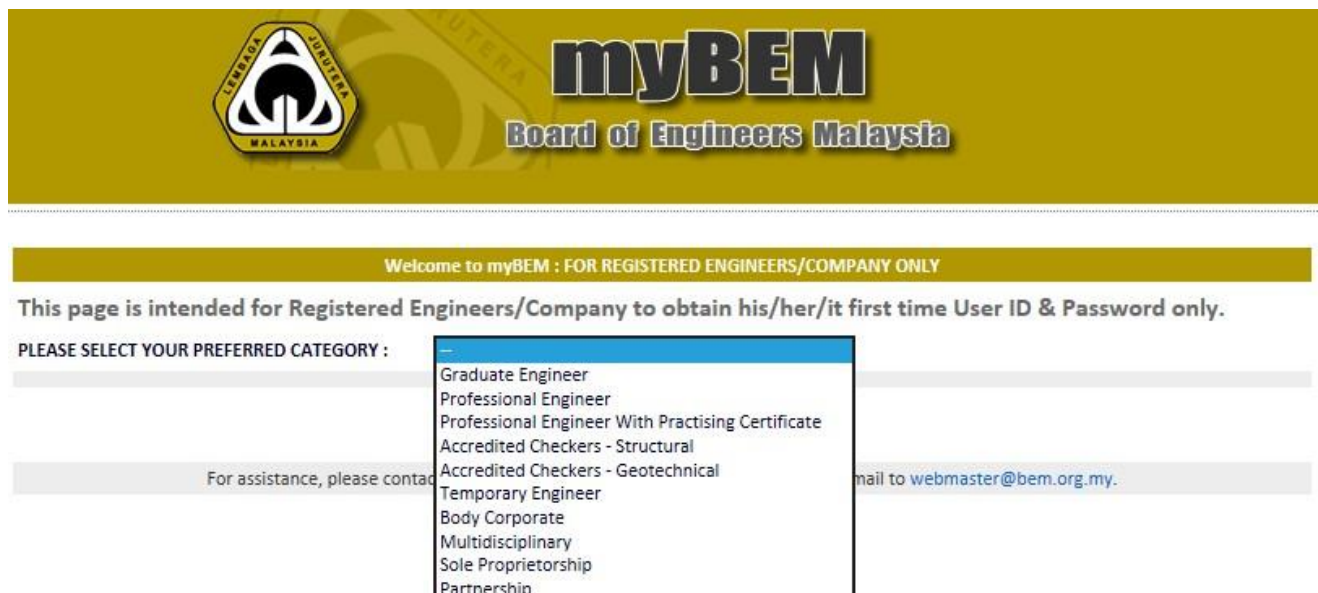 LEMBAGA JURUTERA
MALAYSIA
JURUTERA
myBEM
Board of Engineers Malaysia
Welcome to myBEM : FOR REGISTERED ENGINEERS/COMPANY ONLY
This page is intended for Registered Engineers/Company to obtain his/her/it first time User ID & Password only.
PLEASE SELECT YOUR PREFERRED CATEGORY :
--
Graduate Engineer
Professional Engineer
Professional Engineer With Practising Certificate
Accredited Checkers - Structural
Accredited Checkers - Geotechnical
For assistance, please contac mail to webmaster@bem.org.my.
Temporary Engineer
Body Corporate
Multidisciplinary
Sole Proprietorship
Partnership